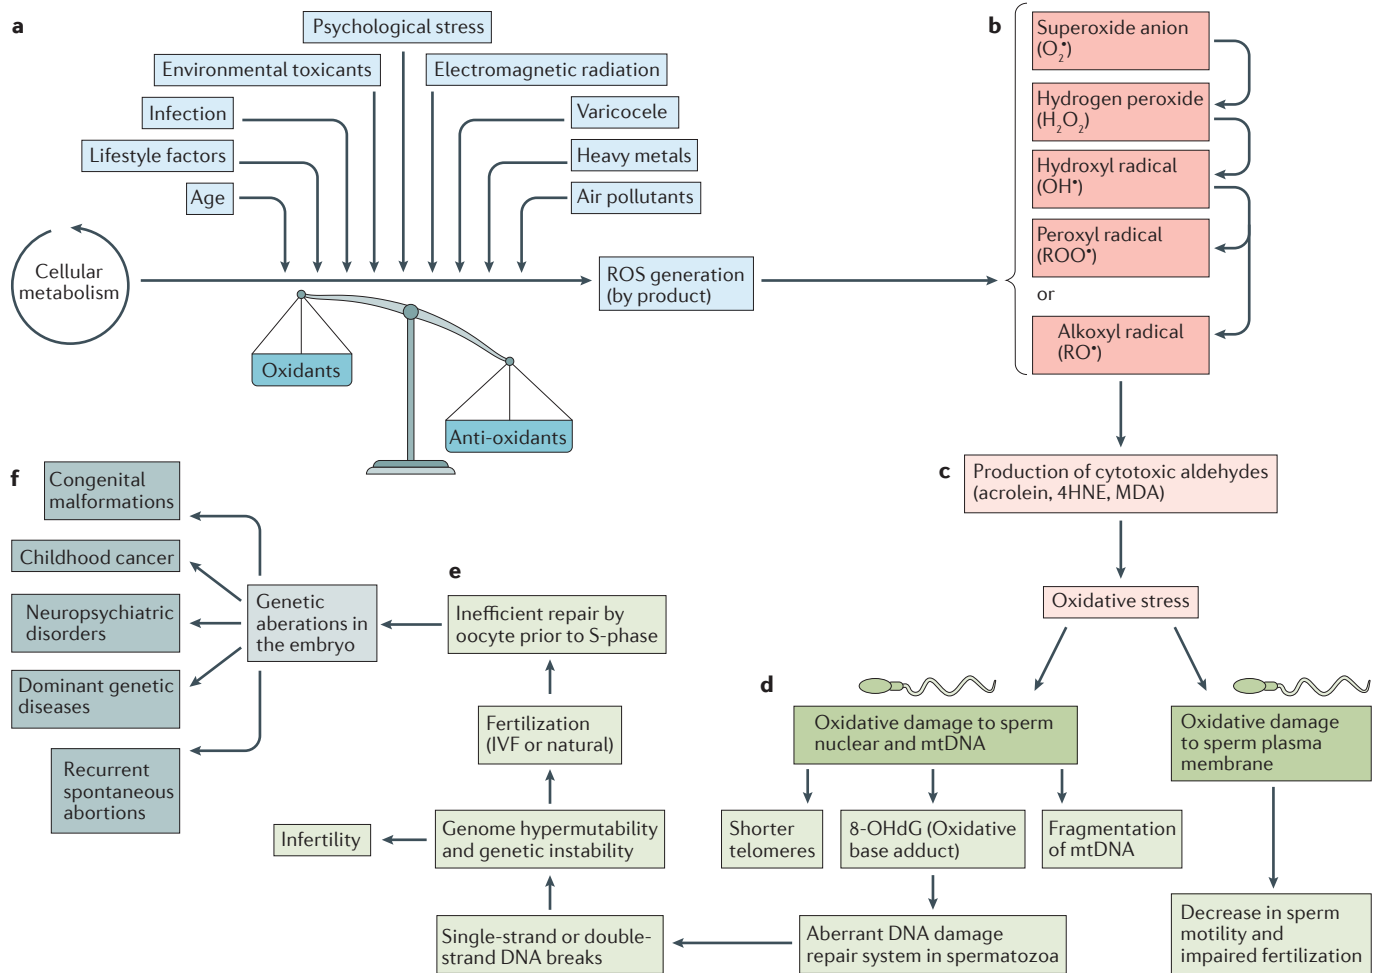 a
Psychological stress
Environmental toxicants
Electromagnetic radiation
Infection
Varicocele
Lifestyle factors
Heavy metals
Age
Air pollutants
Cellular
metabolism
ROS generation
(by product)
Oxidants
Anti-oxidants
b
Superoxide anion
(O₂•)
Hydrogen peroxide
(H₂O₂)
Hydroxyl radical
(OH•)
Peroxyl radical
(ROO•)
or
Alkoxyl radical
(RO•)
c
Production of cytotoxic aldehydes
(acrolein, 4HNE, MDA)
Oxidative stress
d
Oxidative damage to sperm
nuclear and mtDNA
Oxidative damage
to sperm plasma
membrane
Shorter
telomeres
8-OHdG (Oxidative
base adduct)
Fragmentation
of mtDNA
Aberrant DNA damage
repair system in spermatozoa
Decrease in sperm
motility and
impaired fertilization
e
Inefficient repair by
oocyte prior to S-phase
Fertilization
(IVF or natural)
Genome hypermutability
and genetic instability
Infertility
Single-strand or double-
strand DNA breaks
f
Congenital
malformations
Childhood cancer
Neuropsychiatric
disorders
Dominant genetic
diseases
Recurrent
spontaneous
abortions
Genetic
aberations in
the embryo